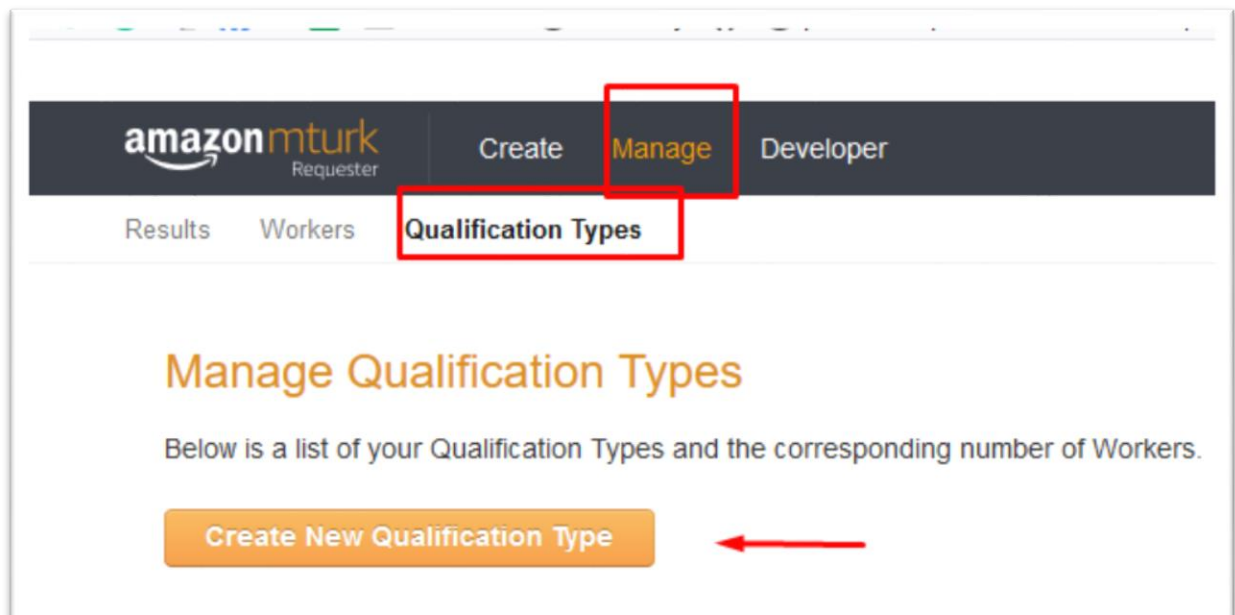 amazon mturk
Requester
Create Manage Developer
Results Workers Qualification Types
Manage Qualification Types
Below is a list of your Qualification Types and the corresponding number of Workers.
Create New Qualification Type